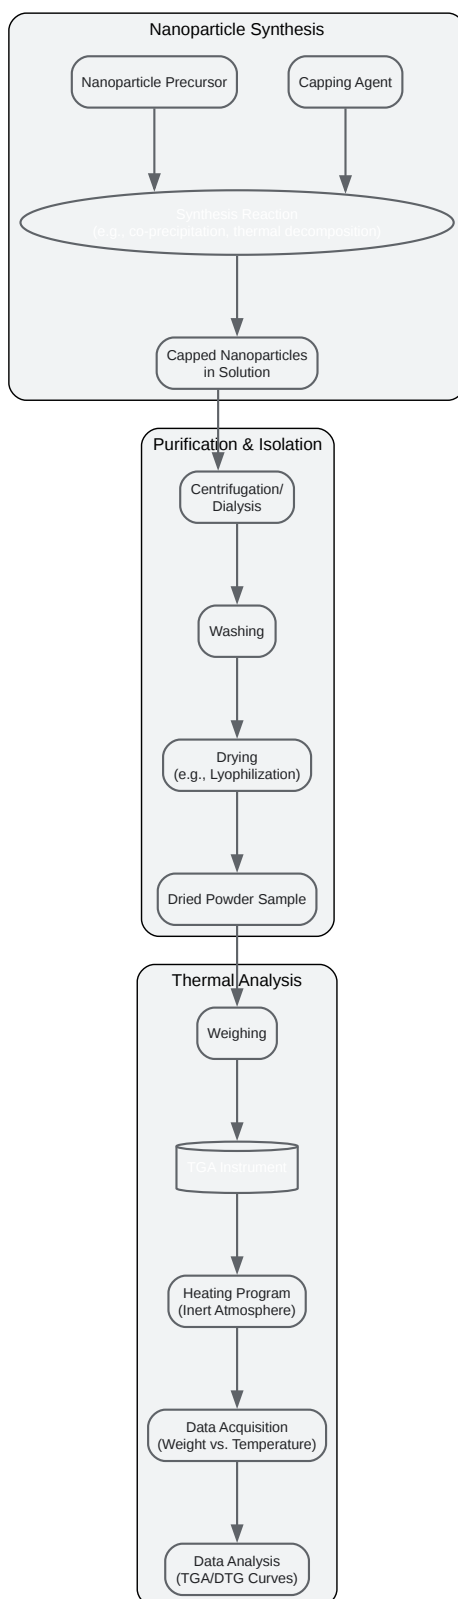 Nanoparticle Synthesis
Nanoparticle Precursor
Capping Agent
Synthesis Reaction
(e.g., co-precipitation, thermal decomposition)
Capped Nanoparticles
in Solution
Purification & Isolation
Centrifugation/
Dialysis
Washing
Drying
(e.g., Lyophilization)
Dried Powder Sample
Thermal Analysis
Weighing
TGA Instrument
Heating Program
(Inert Atmosphere)
Data Acquisition
(Weight vs. Temperature)
Data Analysis
(TGA/DTG Curves)